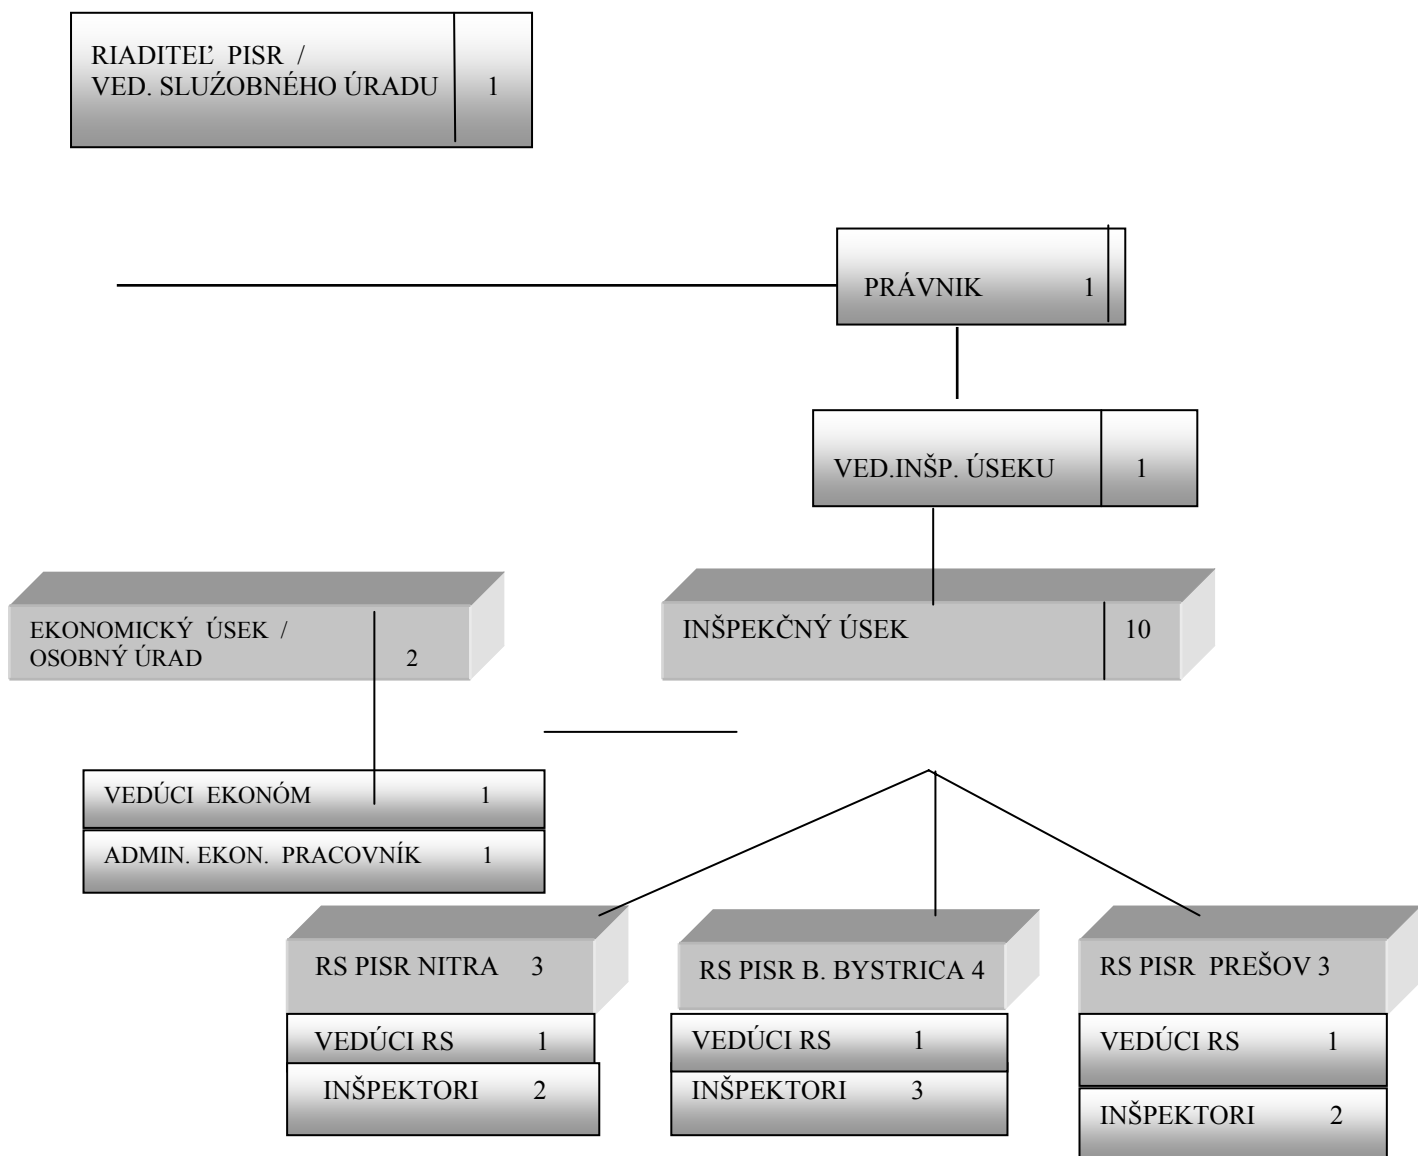 RIADITEĽ PISR /
VED. SLUŹOBNÉHO ÚRADU 1
PRÁVNIK 1
VED.INŠP. ÚSEKU 1
EKONOMICKÝ ÚSEK /
OSOBNÝ ÚRAD 2
INŠPEKČNÝ ÚSEK 10
VEDÚCI EKONÓM 1
ADMIN. EKON. PRACOVNÍK 1
RS PISR NITRA 3
VEDÚCI RS 1
INŠPEKTORI 2
RS PISR B. BYSTRICA 4
VEDÚCI RS 1
INŠPEKTORI 3
RS PISR PREŠOV 3
VEDÚCI RS 1
INŠPEKTORI 2